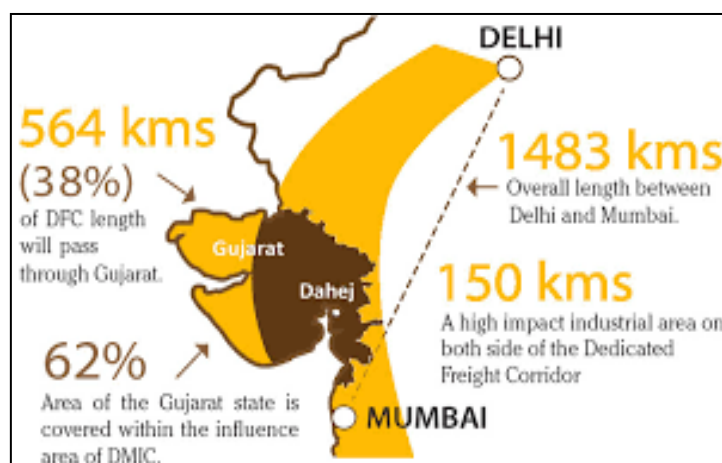 DELHI
564 kms
(38%)
of DFC length
will pass
through Gujarat.
1483 kms
Overall length between
Delhi and Mumbai.
Gujarat
Dahej
150 kms
A high impact industrial area on
both side of the Dedicated
Freight Corridor
62%
Area of the Gujarat state is
covered within the influence
area of DMIC.
MUMBAI